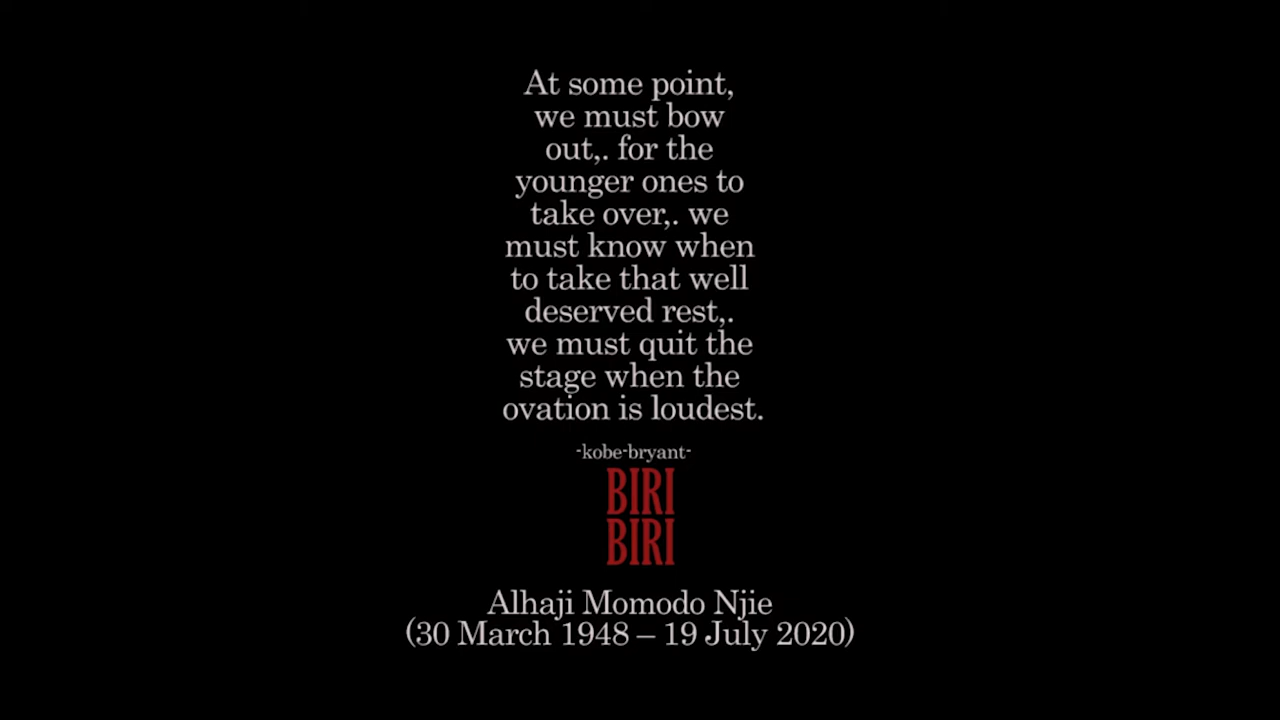 At some point,
we must bow
out,. for the
younger ones to
take over,. we
must know when
to take that well
deserved rest,.
we must quit the
stage when the
ovation is loudest.
-kobe-bryant-
BIRI
BIRI
Alhaji Momodo Njie
(30 March 1948 – 19 July 2020)